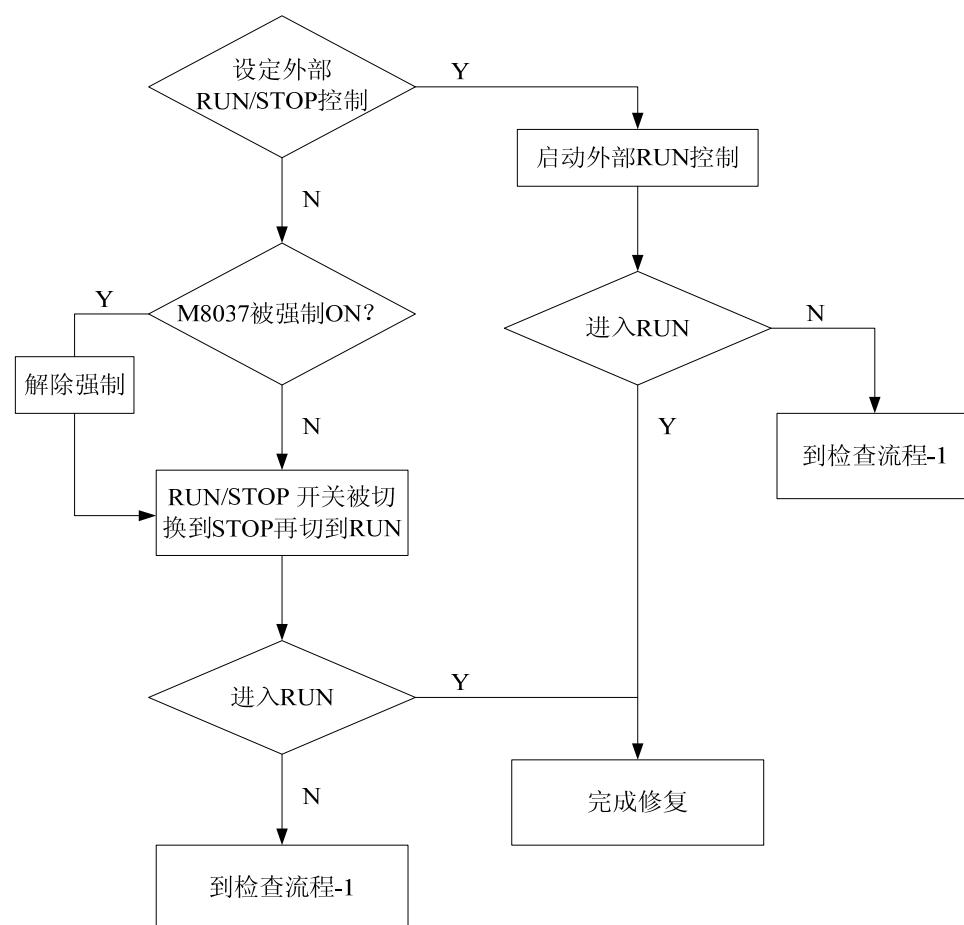 设定外部
RUN/STOP控制
Y
启动外部RUN控制
N
M8037被强制ON?
Y
进入RUN
N
解除强制
N
Y
到检查流程-1
RUN/STOP 开关被切
换到STOP再切到RUN
进入RUN
Y
N
完成修复
到检查流程-1